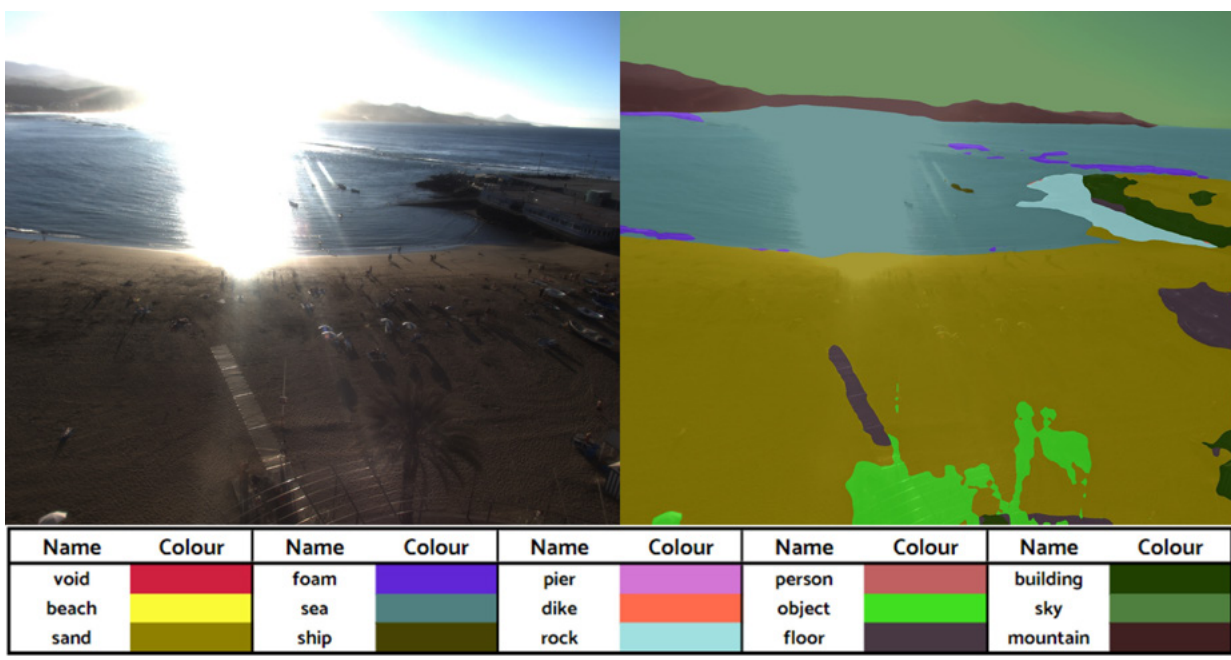 Name Colour Name Colour Name Colour Name Colour Name Colour
void foam pier person building
beach sea dike object sky
sand ship rock floor mountain